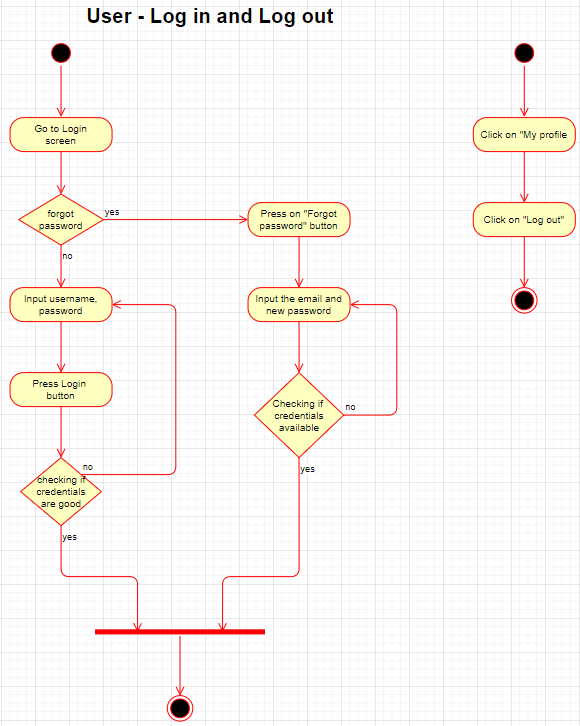 User - Log in and Log out
Go to Login
screen
Click on "My profile
forgot
password
yes
no
Press on "Forgot
password" button
Click on "Log out"
Input username,
password
Input the email and
new password
Press Login
button
Checking if
credentials
available
no
yes
no
checking if
credentials
are good
yes